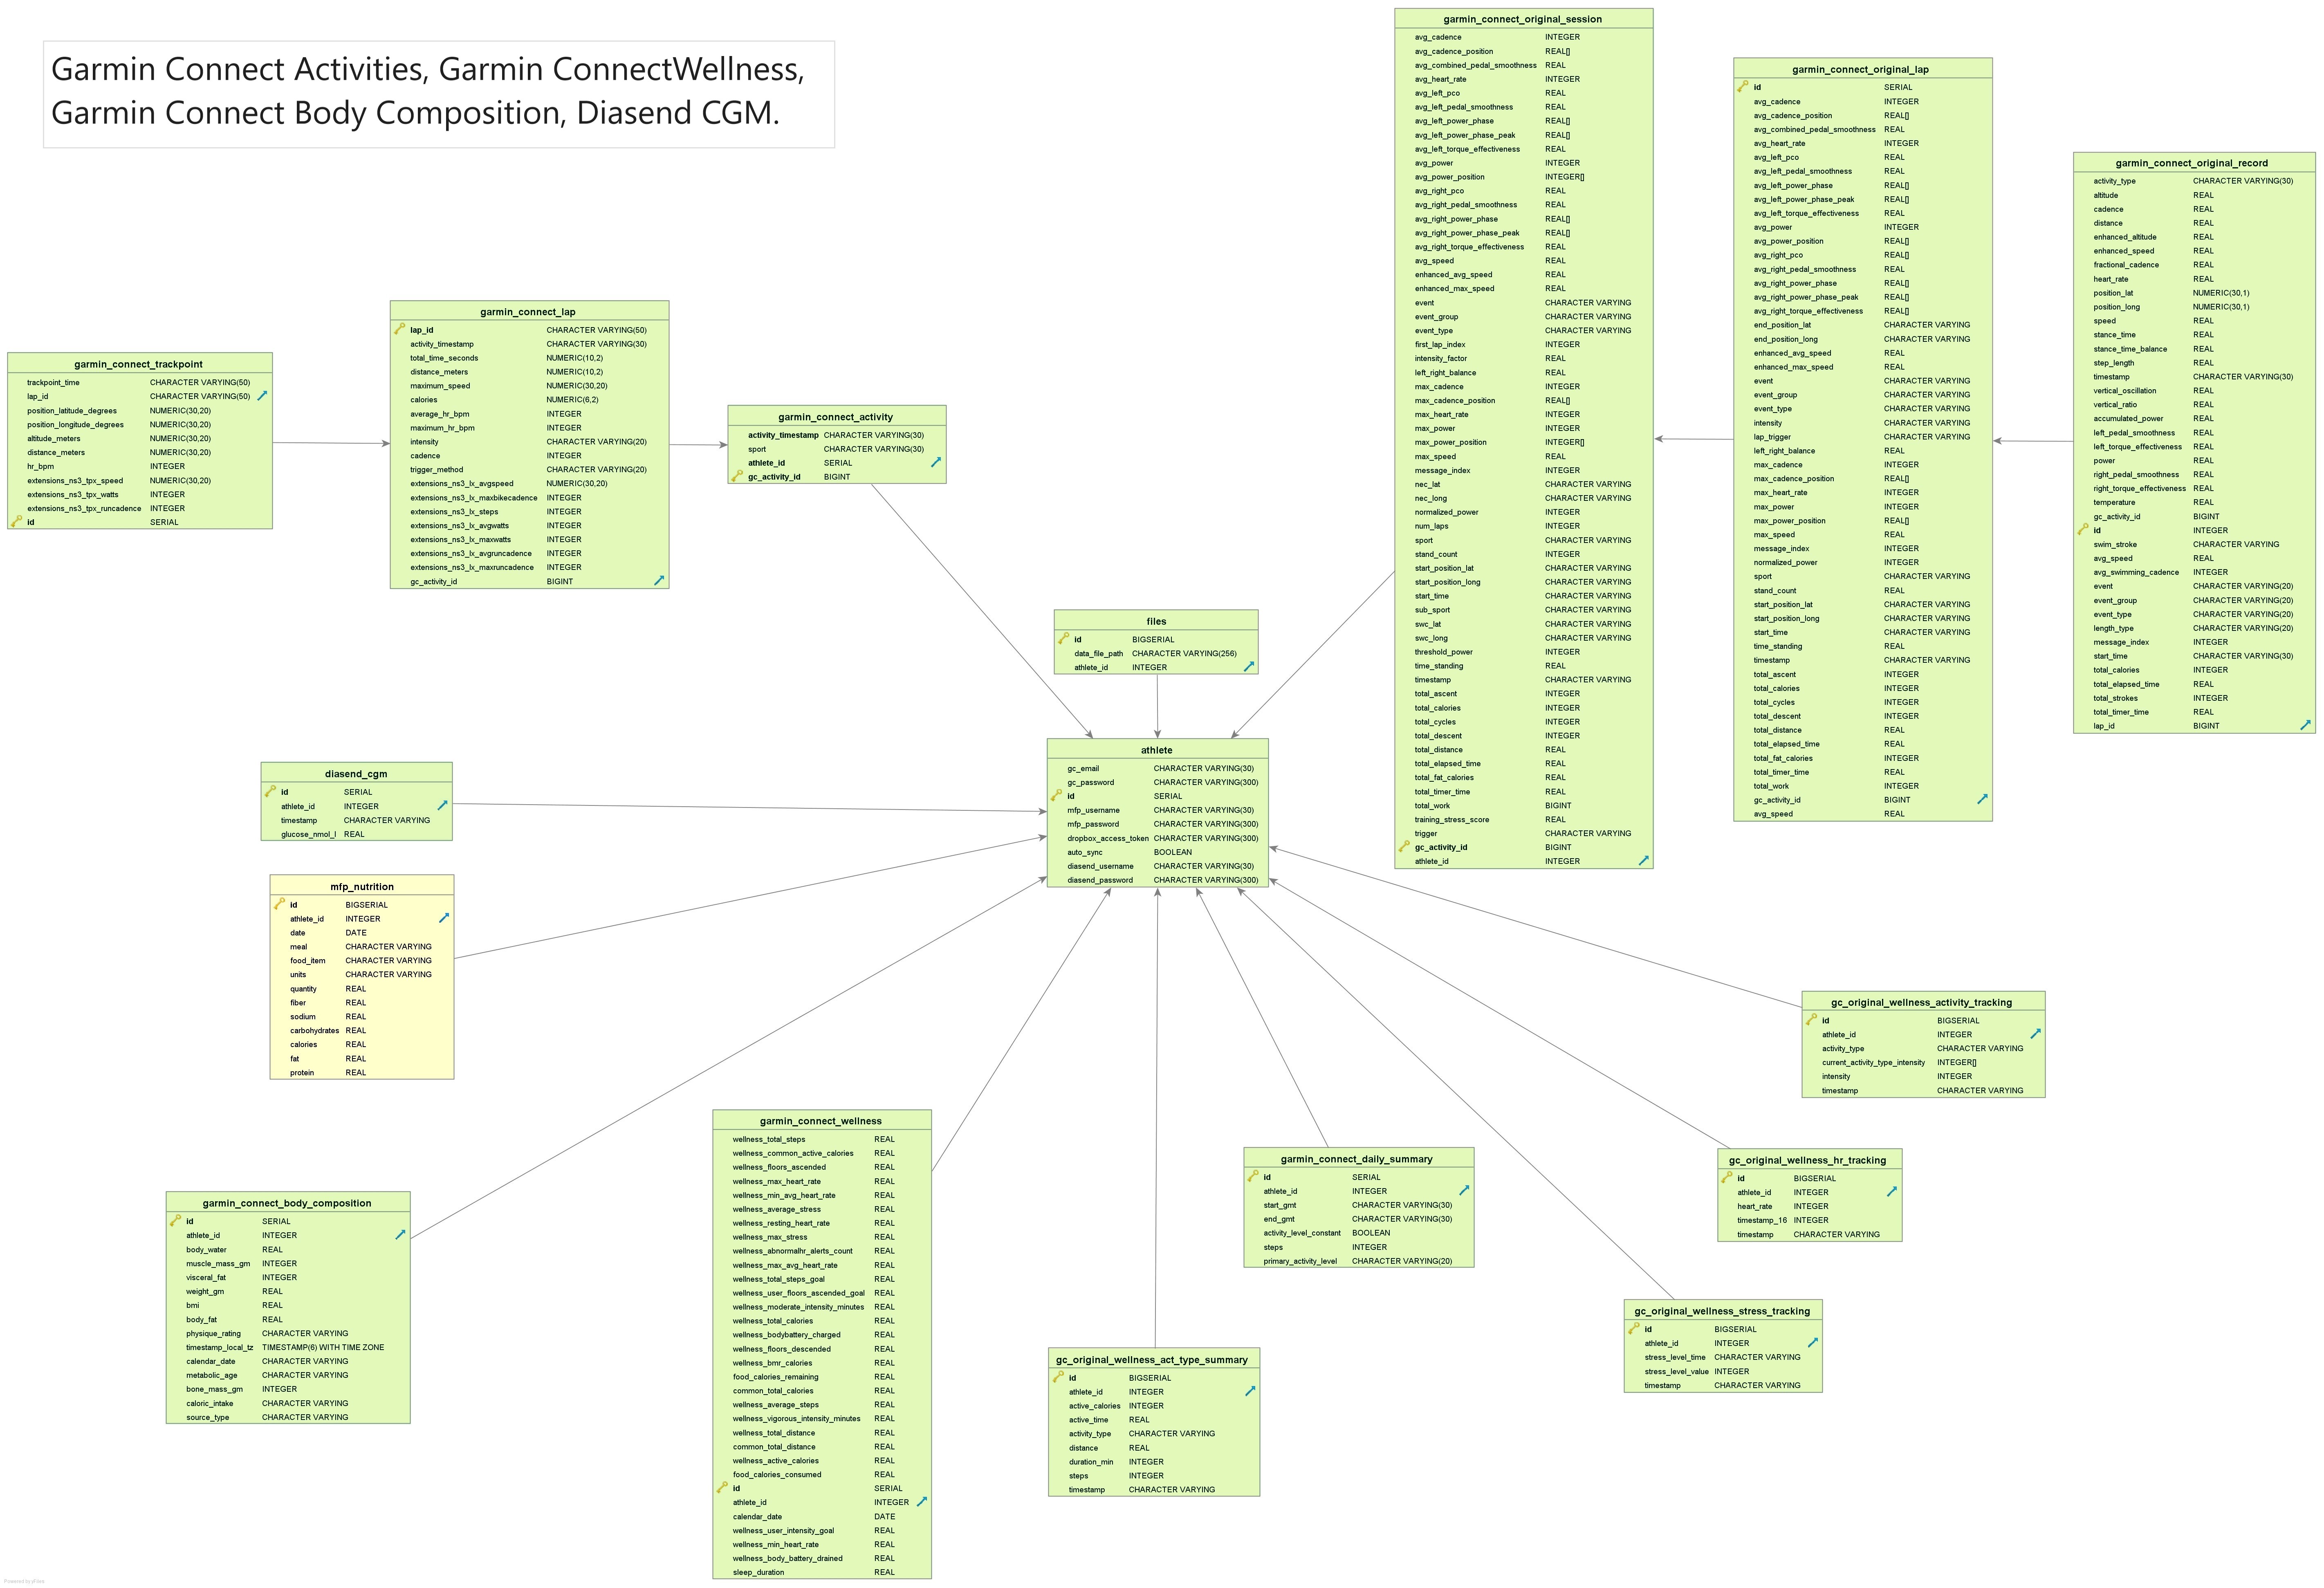 Garmin Connect Activities, Garmin ConnectWellness,
Garmin Connect Body Composition, Diasend CGM.
garmin_connect_original_session
avg_cadence INTEGER
avg_cadence_position REAL[]
avg_combined_pedal_smoothness REAL
avg_heart_rate INTEGER
avg_left_pco REAL
avg_left_pedal_smoothness REAL
avg_left_power_phase REAL[]
avg_left_power_phase_peak REAL[]
avg_left_torque_effectiveness REAL
avg_power INTEGER
avg_power_position INTEGER[]
avg_right_pco REAL
avg_right_pedal_smoothness REAL
avg_right_power_phase REAL[]
avg_right_power_phase_peak REAL[]
avg_right_torque_effectiveness REAL
avg_speed REAL
enhanced_avg_speed REAL
enhanced_max_speed REAL
event CHARACTER VARYING
event_group CHARACTER VARYING
event_type CHARACTER VARYING
first_lap_index INTEGER
intensity_factor REAL
left_right_balance REAL
max_cadence INTEGER
max_cadence_position REAL[]
max_heart_rate INTEGER
max_power INTEGER
max_power_position INTEGER[]
max_speed REAL
message_index INTEGER
nec_lat CHARACTER VARYING
nec_long CHARACTER VARYING
normalized_power INTEGER
num_laps INTEGER
sport CHARACTER VARYING
stand_count INTEGER
start_position_lat CHARACTER VARYING
start_position_long CHARACTER VARYING
start_time CHARACTER VARYING
sub_sport CHARACTER VARYING
swc_lat CHARACTER VARYING
swc_long CHARACTER VARYING
threshold_power INTEGER
time_standing REAL
timestamp CHARACTER VARYING
total_ascent INTEGER
total_calories INTEGER
total_cycles INTEGER
total_descent INTEGER
total_distance REAL
total_elapsed_time REAL
total_fat_calories REAL
total_timer_time REAL
total_work BIGINT
training_stress_score REAL
trigger CHARACTER VARYING
gc_activity_id BIGINT
athlete_id INTEGER
garmin_connect_original_lap
id SERIAL
avg_cadence INTEGER
avg_cadence_position REAL[]
avg_combined_pedal_smoothness REAL
avg_heart_rate INTEGER
avg_left_pco REAL
avg_left_pedal_smoothness REAL
avg_left_power_phase REAL[]
avg_left_power_phase_peak REAL[]
avg_left_torque_effectiveness REAL
avg_power INTEGER
avg_power_position REAL[]
avg_right_pco REAL[]
avg_right_pedal_smoothness REAL
avg_right_power_phase REAL[]
avg_right_power_phase_peak REAL[]
avg_right_torque_effectiveness REAL[]
end_position_lat CHARACTER VARYING
end_position_long CHARACTER VARYING
enhanced_avg_speed REAL
enhanced_max_speed REAL
event CHARACTER VARYING
event_group CHARACTER VARYING
event_type CHARACTER VARYING
intensity CHARACTER VARYING
lap_trigger CHARACTER VARYING
left_right_balance REAL
max_cadence INTEGER
max_cadence_position REAL[]
max_heart_rate INTEGER
max_power INTEGER
max_power_position REAL[]
max_speed REAL
message_index INTEGER
normalized_power INTEGER
sport CHARACTER VARYING
stand_count REAL
start_position_lat CHARACTER VARYING
start_position_long CHARACTER VARYING
start_time CHARACTER VARYING
time_standing REAL
timestamp CHARACTER VARYING
total_ascent INTEGER
total_calories INTEGER
total_cycles INTEGER
total_descent INTEGER
total_distance REAL
total_elapsed_time REAL
total_fat_calories INTEGER
total_timer_time REAL
total_work INTEGER
gc_activity_id BIGINT
avg_speed REAL
garmin_connect_original_record
activity_type CHARACTER VARYING(30)
altitude REAL
cadence REAL
distance REAL
enhanced_altitude REAL
enhanced_speed REAL
fractional_cadence REAL
heart_rate REAL
position_lat NUMERIC(30,1)
position_long NUMERIC(30,1)
speed REAL
stance_time REAL
stance_time_balance REAL
step_length REAL
timestamp CHARACTER VARYING(30)
vertical_oscillation REAL
vertical_ratio REAL
accumulated_power REAL
left_pedal_smoothness REAL
left_torque_effectiveness REAL
power REAL
right_pedal_smoothness REAL
right_torque_effectiveness REAL
temperature REAL
gc_activity_id BIGINT
id INTEGER
swim_stroke CHARACTER VARYING
avg_speed REAL
avg_swimming_cadence INTEGER
event CHARACTER VARYING(20)
event_group CHARACTER VARYING(20)
event_type CHARACTER VARYING(20)
length_type CHARACTER VARYING(20)
message_index INTEGER
start_time CHARACTER VARYING(30)
total_calories INTEGER
total_elapsed_time REAL
total_strokes INTEGER
total_timer_time REAL
lap_id BIGINT
garmin_connect_trackpoint
trackpoint_time CHARACTER VARYING(50)
lap_id CHARACTER VARYING(50)
position_latitude_degrees NUMERIC(30,20)
position_longitude_degrees NUMERIC(30,20)
altitude_meters NUMERIC(30,20)
distance_meters NUMERIC(30,20)
hr_bpm INTEGER
extensions_ns3_tpx_speed NUMERIC(30,20)
extensions_ns3_tpx_watts INTEGER
extensions_ns3_tpx_runcadence INTEGER
id SERIAL
garmin_connect_lap
lap_id CHARACTER VARYING(50)
activity_timestamp CHARACTER VARYING(30)
total_time_seconds NUMERIC(10,2)
distance_meters NUMERIC(10,2)
maximum_speed NUMERIC(30,20)
calories NUMERIC(6,2)
average_hr_bpm INTEGER
maximum_hr_bpm INTEGER
intensity CHARACTER VARYING(20)
cadence INTEGER
trigger_method CHARACTER VARYING(20)
extensions_ns3_lx_avgspeed NUMERIC(30,20)
extensions_ns3_lx_maxbikecadence INTEGER
extensions_ns3_lx_steps INTEGER
extensions_ns3_lx_avgwatts INTEGER
extensions_ns3_lx_maxwatts INTEGER
extensions_ns3_lx_avgruncadence INTEGER
extensions_ns3_lx_maxruncadence INTEGER
gc_activity_id BIGINT
garmin_connect_activity
activity_timestamp CHARACTER VARYING(30)
sport CHARACTER VARYING(30)
athlete_id SERIAL
gc_activity_id BIGINT
files
id BIGSERIAL
data_file_path CHARACTER VARYING(256)
athlete_id INTEGER
athlete
gc_email CHARACTER VARYING(30)
gc_password CHARACTER VARYING(300)
id SERIAL
mfp_username CHARACTER VARYING(30)
mfp_password CHARACTER VARYING(300)
dropbox_access_token CHARACTER VARYING(300)
auto_sync BOOLEAN
diasend_username CHARACTER VARYING(30)
diasend_password CHARACTER VARYING(300)
diasend_cgm
id SERIAL
athlete_id INTEGER
timestamp CHARACTER VARYING
glucose_nmol_l REAL
mfp_nutrition
id BIGSERIAL
athlete_id INTEGER
date DATE
meal CHARACTER VARYING
food_item CHARACTER VARYING
units CHARACTER VARYING
quantity REAL
fiber REAL
sodium REAL
carbohydrates REAL
calories REAL
fat REAL
protein REAL
garmin_connect_body_composition
id SERIAL
athlete_id INTEGER
body_water REAL
muscle_mass_gm INTEGER
visceral_fat INTEGER
weight_gm REAL
bmi REAL
body_fat REAL
physique_rating CHARACTER VARYING
timestamp_local_tz TIMESTAMP(6) WITH TIME ZONE
calendar_date CHARACTER VARYING
metabolic_age CHARACTER VARYING
bone_mass_gm INTEGER
caloric_intake CHARACTER VARYING
source_type CHARACTER VARYING
garmin_connect_wellness
wellness_total_steps REAL
wellness_common_active_calories REAL
wellness_floors_ascended REAL
wellness_max_heart_rate REAL
wellness_min_avg_heart_rate REAL
wellness_average_stress REAL
wellness_resting_heart_rate REAL
wellness_max_stress REAL
wellness_abnormalhr_alerts_count REAL
wellness_max_avg_heart_rate REAL
wellness_total_steps_goal REAL
wellness_user_floors_ascended_goal REAL
wellness_moderate_intensity_minutes REAL
wellness_total_calories REAL
wellness_bodybattery_charged REAL
wellness_floors_descended REAL
wellness_bmr_calories REAL
food_calories_remaining REAL
common_total_calories REAL
wellness_average_steps REAL
wellness_vigorous_intensity_minutes REAL
wellness_total_distance REAL
common_total_distance REAL
wellness_active_calories REAL
food_calories_consumed REAL
id SERIAL
athlete_id INTEGER
calendar_date DATE
wellness_user_intensity_goal REAL
wellness_min_heart_rate REAL
wellness_body_battery_drained REAL
sleep_duration REAL
gc_original_wellness_act_type_summary
id BIGSERIAL
athlete_id INTEGER
active_calories INTEGER
active_time REAL
activity_type CHARACTER VARYING
distance REAL
duration_min INTEGER
steps INTEGER
timestamp CHARACTER VARYING
garmin_connect_daily_summary
id SERIAL
athlete_id INTEGER
start_gmt CHARACTER VARYING(30)
end_gmt CHARACTER VARYING(30)
activity_level_constant BOOLEAN
steps INTEGER
primary_activity_level CHARACTER VARYING(20)
gc_original_wellness_stress_tracking
id BIGSERIAL
athlete_id INTEGER
stress_level_time CHARACTER VARYING
stress_level_value INTEGER
timestamp CHARACTER VARYING
gc_original_wellness_hr_tracking
id BIGSERIAL
athlete_id INTEGER
heart_rate INTEGER
timestamp_16 INTEGER
timestamp CHARACTER VARYING
gc_original_wellness_activity_tracking
id BIGSERIAL
athlete_id INTEGER
activity_type CHARACTER VARYING
current_activity_type_intensity INTEGER[]
intensity INTEGER
timestamp CHARACTER VARYING
Powered by yFiles